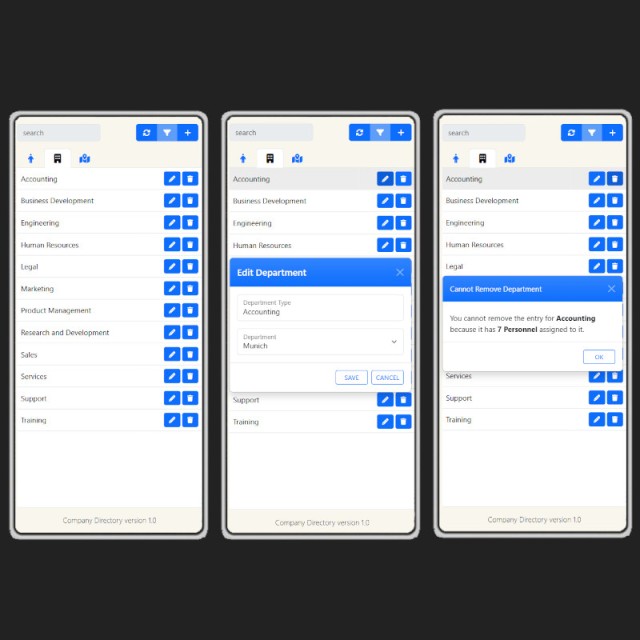 search
Accounting
Business Development
Engineering
Human Resources
Legal
Marketing
Product Management
Research and Development
Sales
Services
Support
Training
Company Directory version 1.0
search
Accounting
Business Development
Engineering
Human Resources
Edit Department
Department Type
Accounting
Department
Munich
SAVE CANCEL
Support
Training
Company Directory version 1.0
search
Accounting
Business Development
Engineering
Human Resources
Legal
Cannot Remove Department
You cannot remove the entry for Accounting
because it has 7 Personnel assigned to it.
OK
Services
Support
Training
Company Directory version 1.0